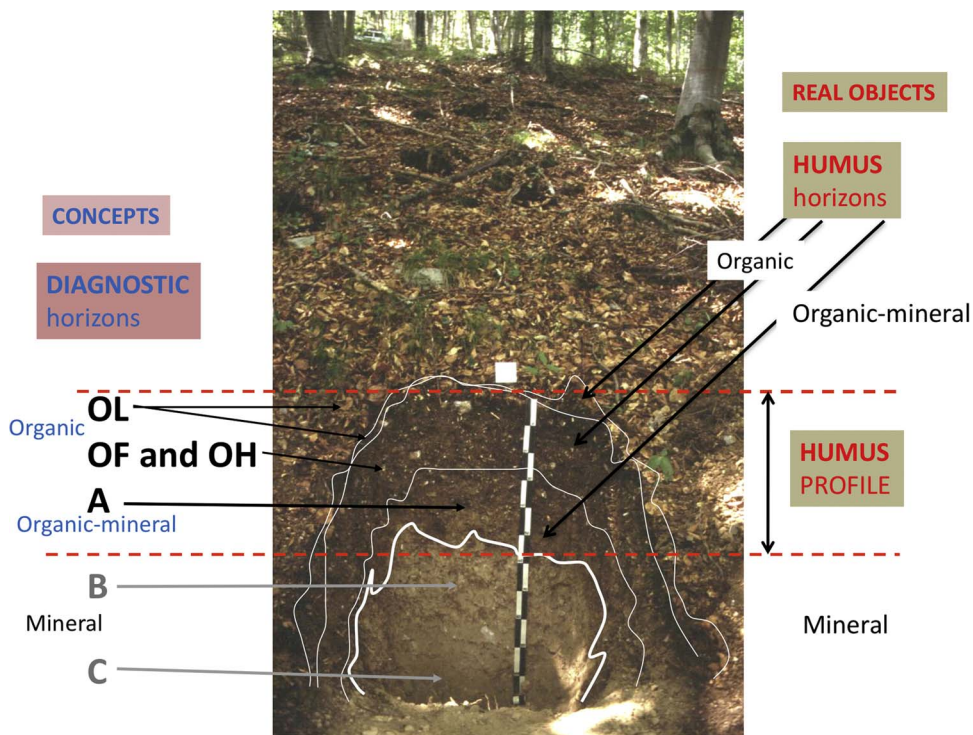 REAL OBJECTS
HUMUS
horizons
CONCEPTS
Organic
DIAGNOSTIC
horizons
Organic-mineral
OL
Organic
OF and OH
HUMUS
PROFILE
A
Organic-mineral
B
Mineral
Mineral
C